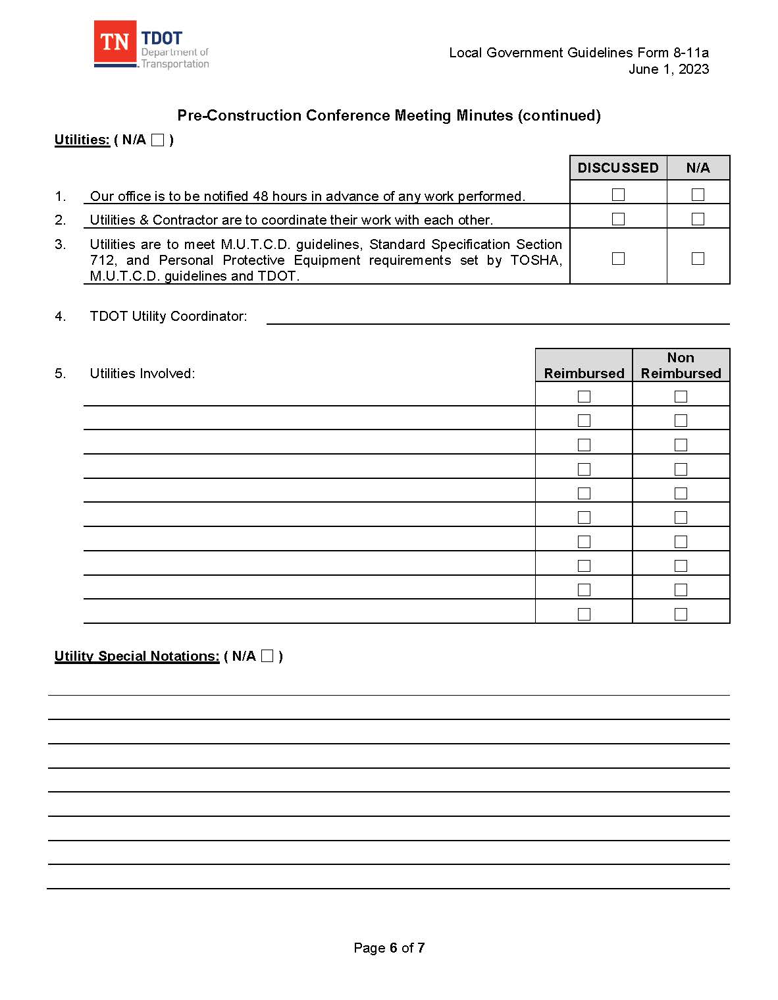 TN TDOT
Department of
Transportation
Local Government Guidelines Form 8-11a
June 1, 2023
Pre-Construction Conference Meeting Minutes (continued)
Utilities: ( N/A ☐ )
DISCUSSED N/A
1. Our office is to be notified 48 hours in advance of any work performed. ☐ ☐
2. Utilities & Contractor are to coordinate their work with each other. ☐ ☐
3. Utilities are to meet M.U.T.C.D. guidelines, Standard Specification Section
712, and Personal Protective Equipment requirements set by TOSHA, ☐ ☐
M.U.T.C.D. guidelines and TDOT.
4. TDOT Utility Coordinator:
Non
5. Utilities Involved: Reimbursed Reimbursed
☐ ☐
☐ ☐
☐ ☐
☐ ☐
☐ ☐
☐ ☐
☐ ☐
☐ ☐
☐ ☐
☐ ☐
Utility Special Notations: ( N/A ☐ )
Page 6 of 7